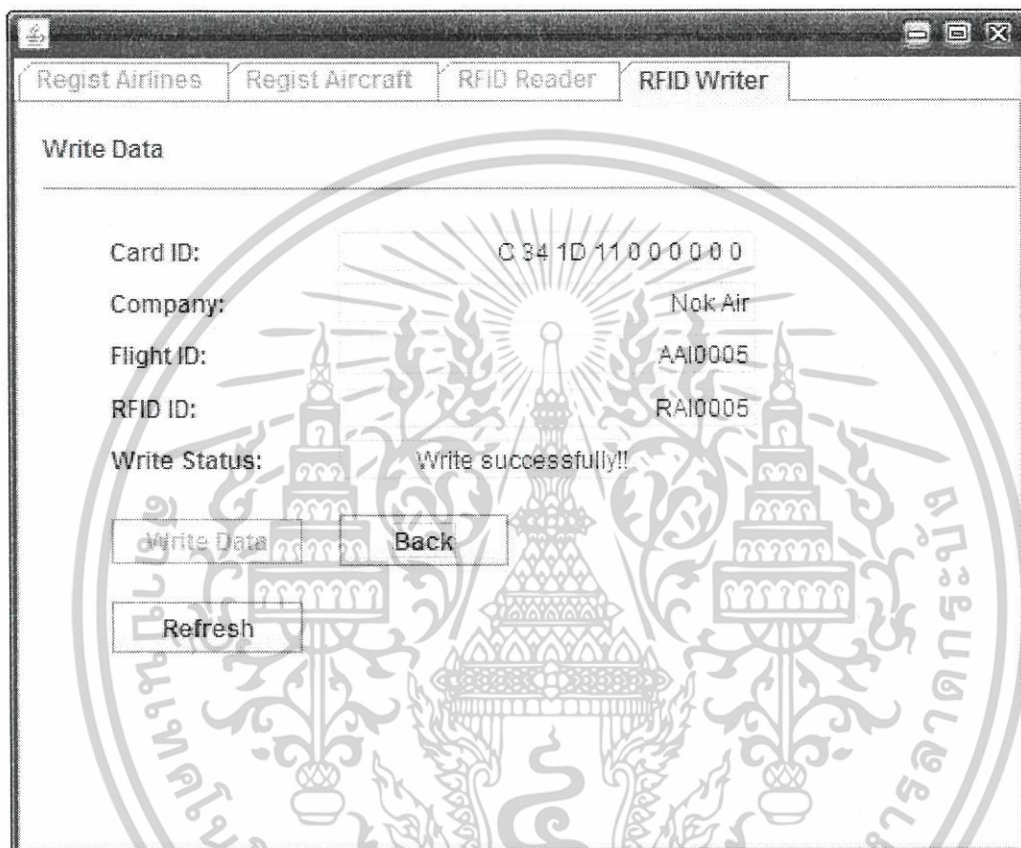 Regist Airlines Regist Aircraft RFID Reader RFID Writer
Write Data
Card ID: C 34 1D 11 0 0 0 0 0 0
Company: Nok Air
Flight ID: AAI0005
RFID ID: RAI0005
Write Status: Write successfully!!
Write Data Back
Refresh